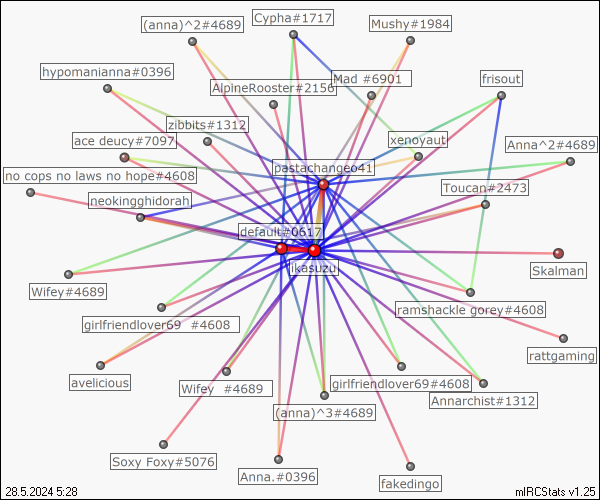 Cypha#1717
(anna)^2#4689
Mushy#1984
hypomanianna#0396
AlpineRooster#2156
Mad #6901
frisout
zibbits#1312
ace deucy#7097
xenoyaut
Anna^2#4689
pastachangeo41
no cops no laws no hope#4608
Toucan#2473
neokingghidorah
default#0617
ikasuzu
Skalman
Wifey#4689
ramshackle gorey#4608
girlfriendlover69 #4608
rattgaming
avelicious
Wifey #4689
girlfriendlover69#4608
Annarchist#1312
(anna)^3#4689
Soxy Foxy#5076
Anna.#0396
fakedingo
28.5.2024 5:28
mIRCStats v1.25